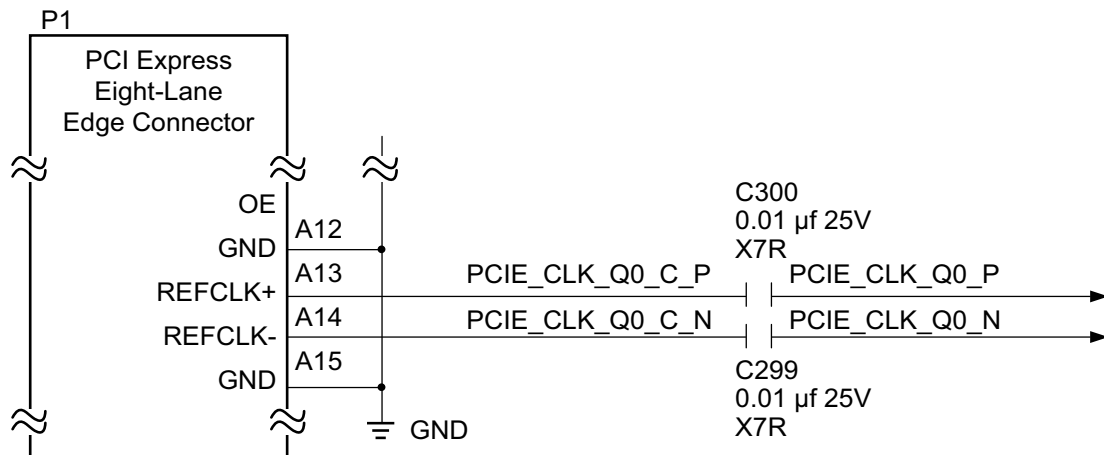 P1
PCI Express
Eight-Lane
Edge Connector
OE
A12
GND
A13
REFCLK+
A14
REFCLK-
A15
GND
GND
C300
0.01 µf 25V
X7R
PCIE_CLK_Q0_C_P
PCIE_CLK_Q0_P
PCIE_CLK_Q0_C_N
PCIE_CLK_Q0_N
C299
0.01 µf 25V
X7R